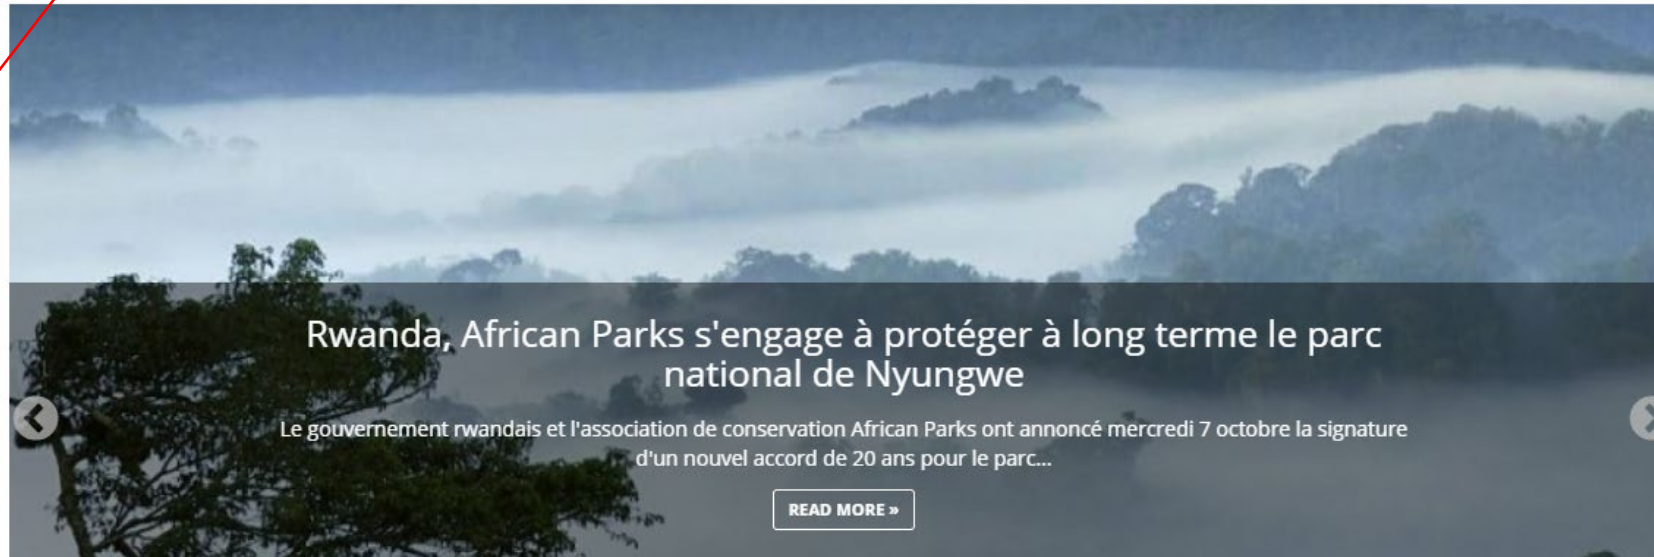 Rwanda, African Parks s'engage à protéger à long terme le parc
national de Nyungwe
Le gouvernement rwandais et l'association de conservation African Parks ont annoncé mercredi 7 octobre la signature
d'un nouvel accord de 20 ans pour le parc...
READ MORE »